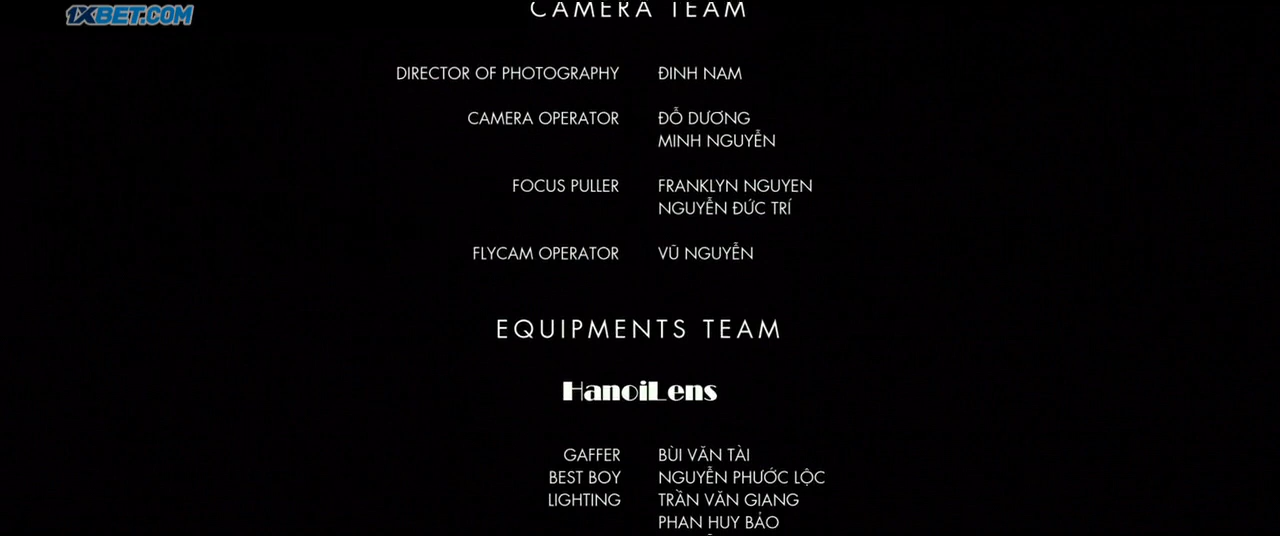 1XBET.COM
CAMERA TEAM
DIRECTOR OF PHOTOGRAPHY ĐINH NAM
CAMERA OPERATOR ĐỖ DƯƠNG
MINH NGUYỄN
FOCUS PULLER FRANKLYN NGUYEN
NGUYỄN ĐỨC TRÍ
FLYCAM OPERATOR VŨ NGUYỄN
EQUIPMENTS TEAM
HanoiLens
GAFFER BÙI VĂN TÀI
BEST BOY NGUYỄN PHƯỚC LỘC
LIGHTING TRẦN VĂN GIANG
PHAN HUY BẢO